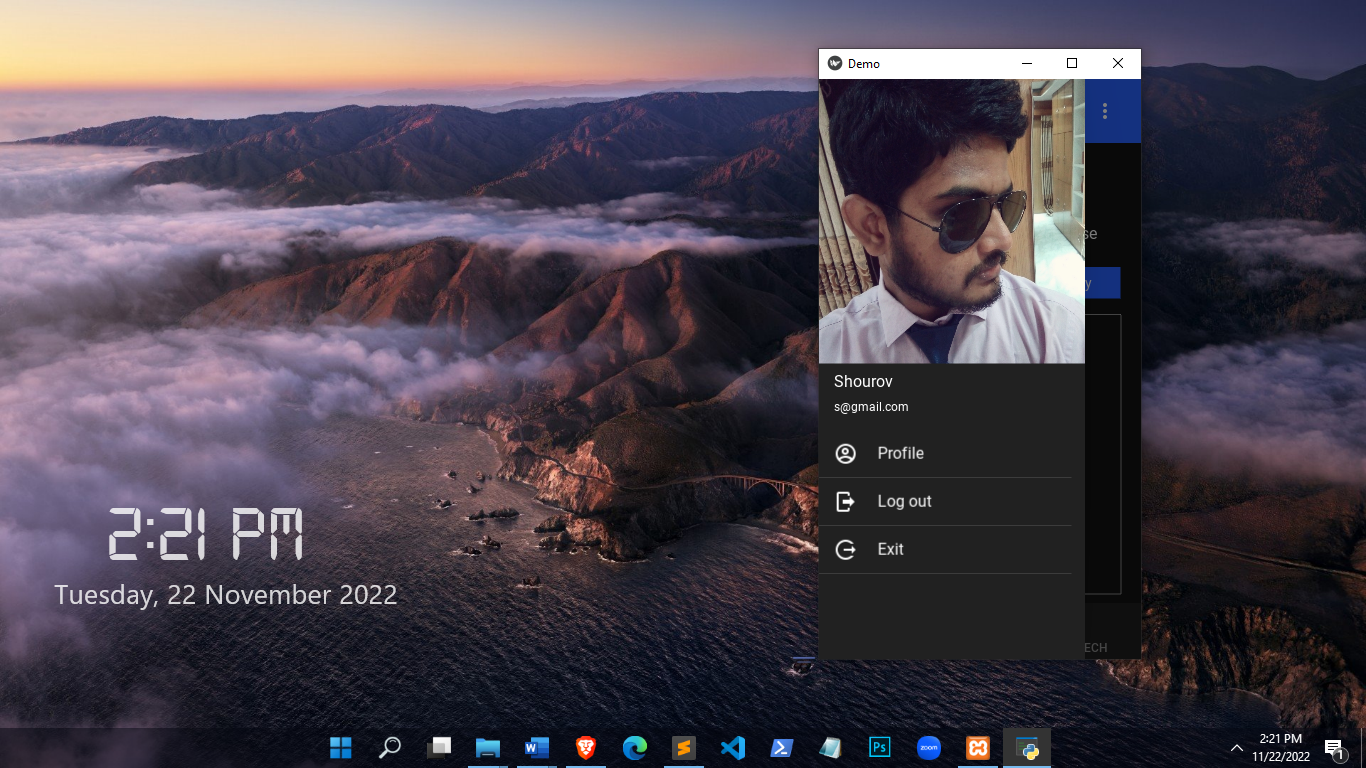 Demo
se
y
Shourov
s@gmail.com
Profile
Log out
Exit
ECH
2:21 PM
Tuesday, 22 November 2022
W
Ps
zoom
2:21 PM
11/22/2022
1